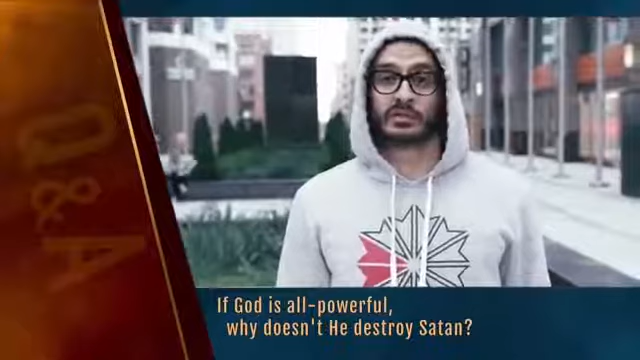 Q&A
If God is all-powerful,
why doesn't He destroy Satan?